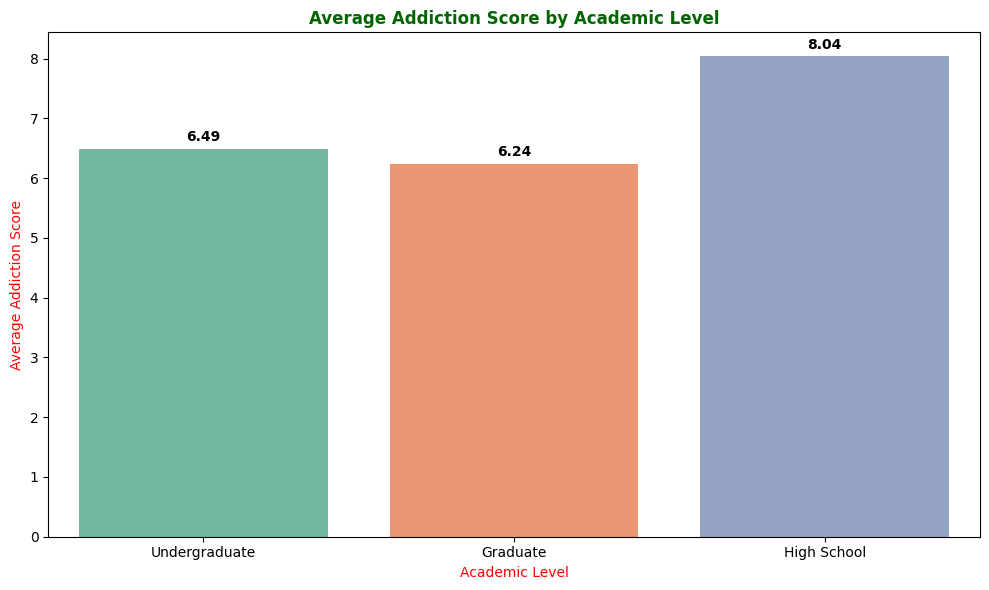 Average Addiction Score by Academic Level
8.04
6.49
6.24
8
7
6
5
4
3
2
1
0
Average Addiction Score
Undergraduate
Graduate
High School
Academic Level